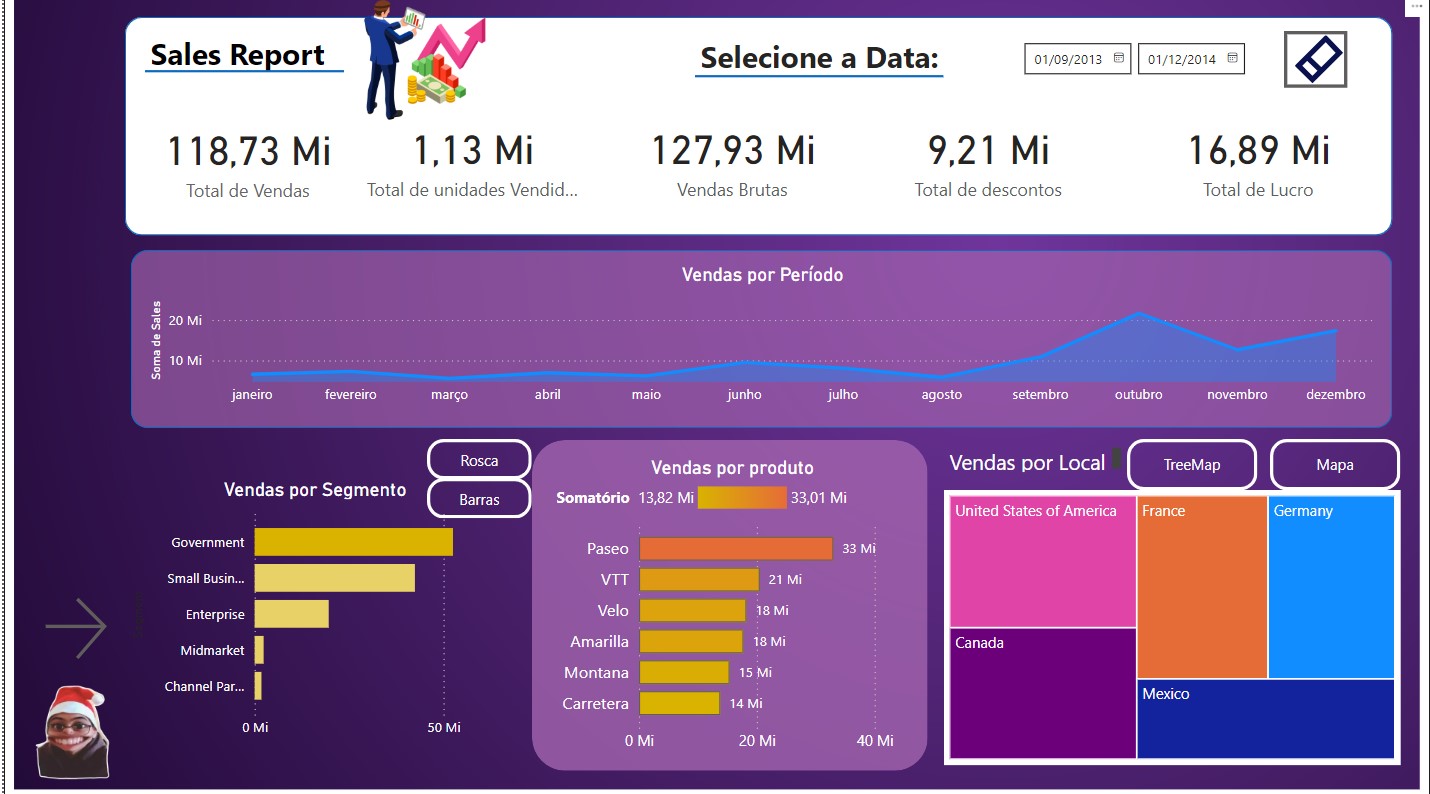 Sales Report
Selecione a Data:
01/09/2013
01/12/2014
118,73 Mi
Total de Vendas
1,13 Mi
Total de unidades Vendid...
127,93 Mi
Vendas Brutas
9,21 Mi
Total de descontos
16,89 Mi
Total de Lucro
Vendas por Período
Soma de Sales
20 Mi
10 Mi
janeiro fevereiro março abril maio junho julho agosto setembro outubro novembro dezembro
Rosca
Barras
Vendas por Segmento
Government
Small Busin...
Enterprise
Midmarket
Channel Par...
0 Mi 50 Mi
Vendas por produto
Somatório 13,82 Mi 33,01 Mi
Paseo 33 Mi
VTT 21 Mi
Velo 18 Mi
Amarilla 18 Mi
Montana 15 Mi
Carretera 14 Mi
0 Mi 20 Mi 40 Mi
Vendas por Local
TreeMap
Mapa
United States of America
France
Germany
Canada
Mexico